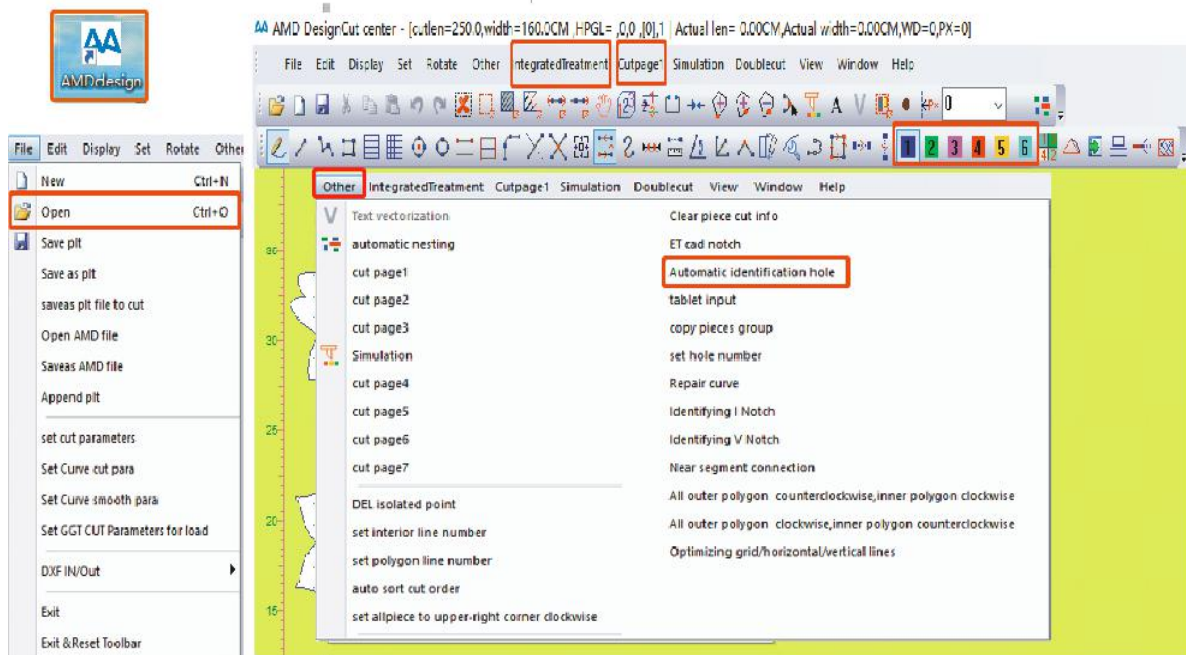 AMDdesign
AMD DesignCut center - [cutlen=250.0,width=160.0CM ,HPGL= ,0,0 ,[0],1 | Actual len= 0.00CM,Actual width=0.00CM,WD=0,PX=0]
File Edit Display Set Rotate Other IntegratedTreatment Cutpage1 Simulation Doublecut View Window Help
0
1 2 3 4 5 6
File Edit Display Set Rotate Other
New Ctrl+N
Open Ctrl+O
Save plt
Save as plt
saveas plt file to cut
Open AMD file
Saveas AMD file
Append plt
set cut parameters
Set Curve cut para
Set Curve smooth para
Set GGT CUT Parameters for load
DXF IN/Out
Exit
Exit &Reset Toolbar
Other IntegratedTreatment Cutpage1 Simulation Doublecut View Window Help
Text vectorization
automatic nesting
cut page1
cut page2
cut page3
Simulation
cut page4
cut page5
cut page6
cut page7
DEL isolated point
set interior line number
set polygon line number
auto sort cut order
set allpiece to upper-right corner clockwise
Clear piece cut info
ET cad notch
Automatic identification hole
tablet input
copy pieces group
set hole number
Repair curve
Identifying I Notch
Identifying V Notch
Near segment connection
All outer polygon counterclockwise,inner polygon clockwise
All outer polygon clockwise,inner polygon counterclockwise
Optimizing grid/horizontal/vertical lines
30
25
20
15